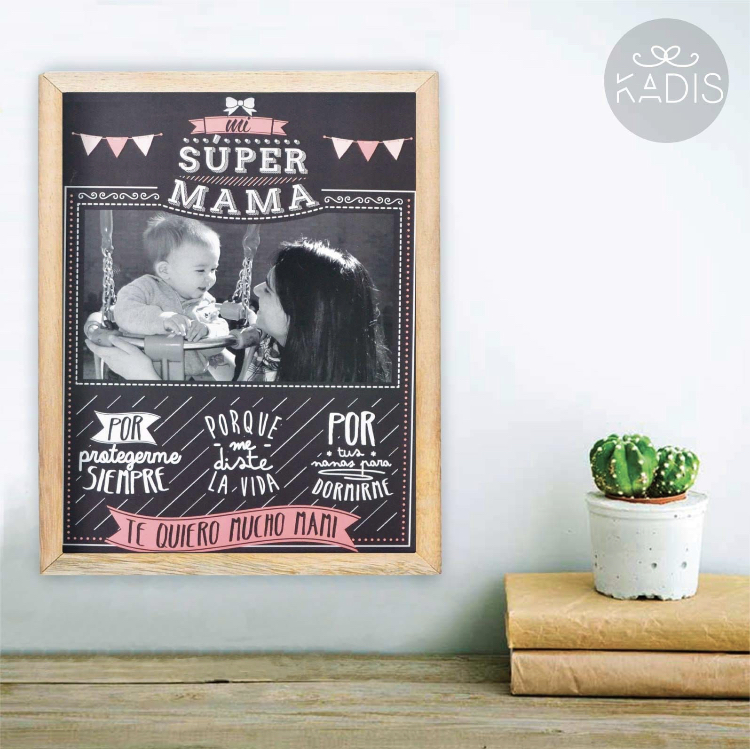 KADIS
mi
SÚPER
MAMA
POR
protegerme
SIEMPRE
PORQUE
me
diste
LA VIDA
POR
tus
nanas para
DORMIRME
TE QUIERO MUCHO MAMI